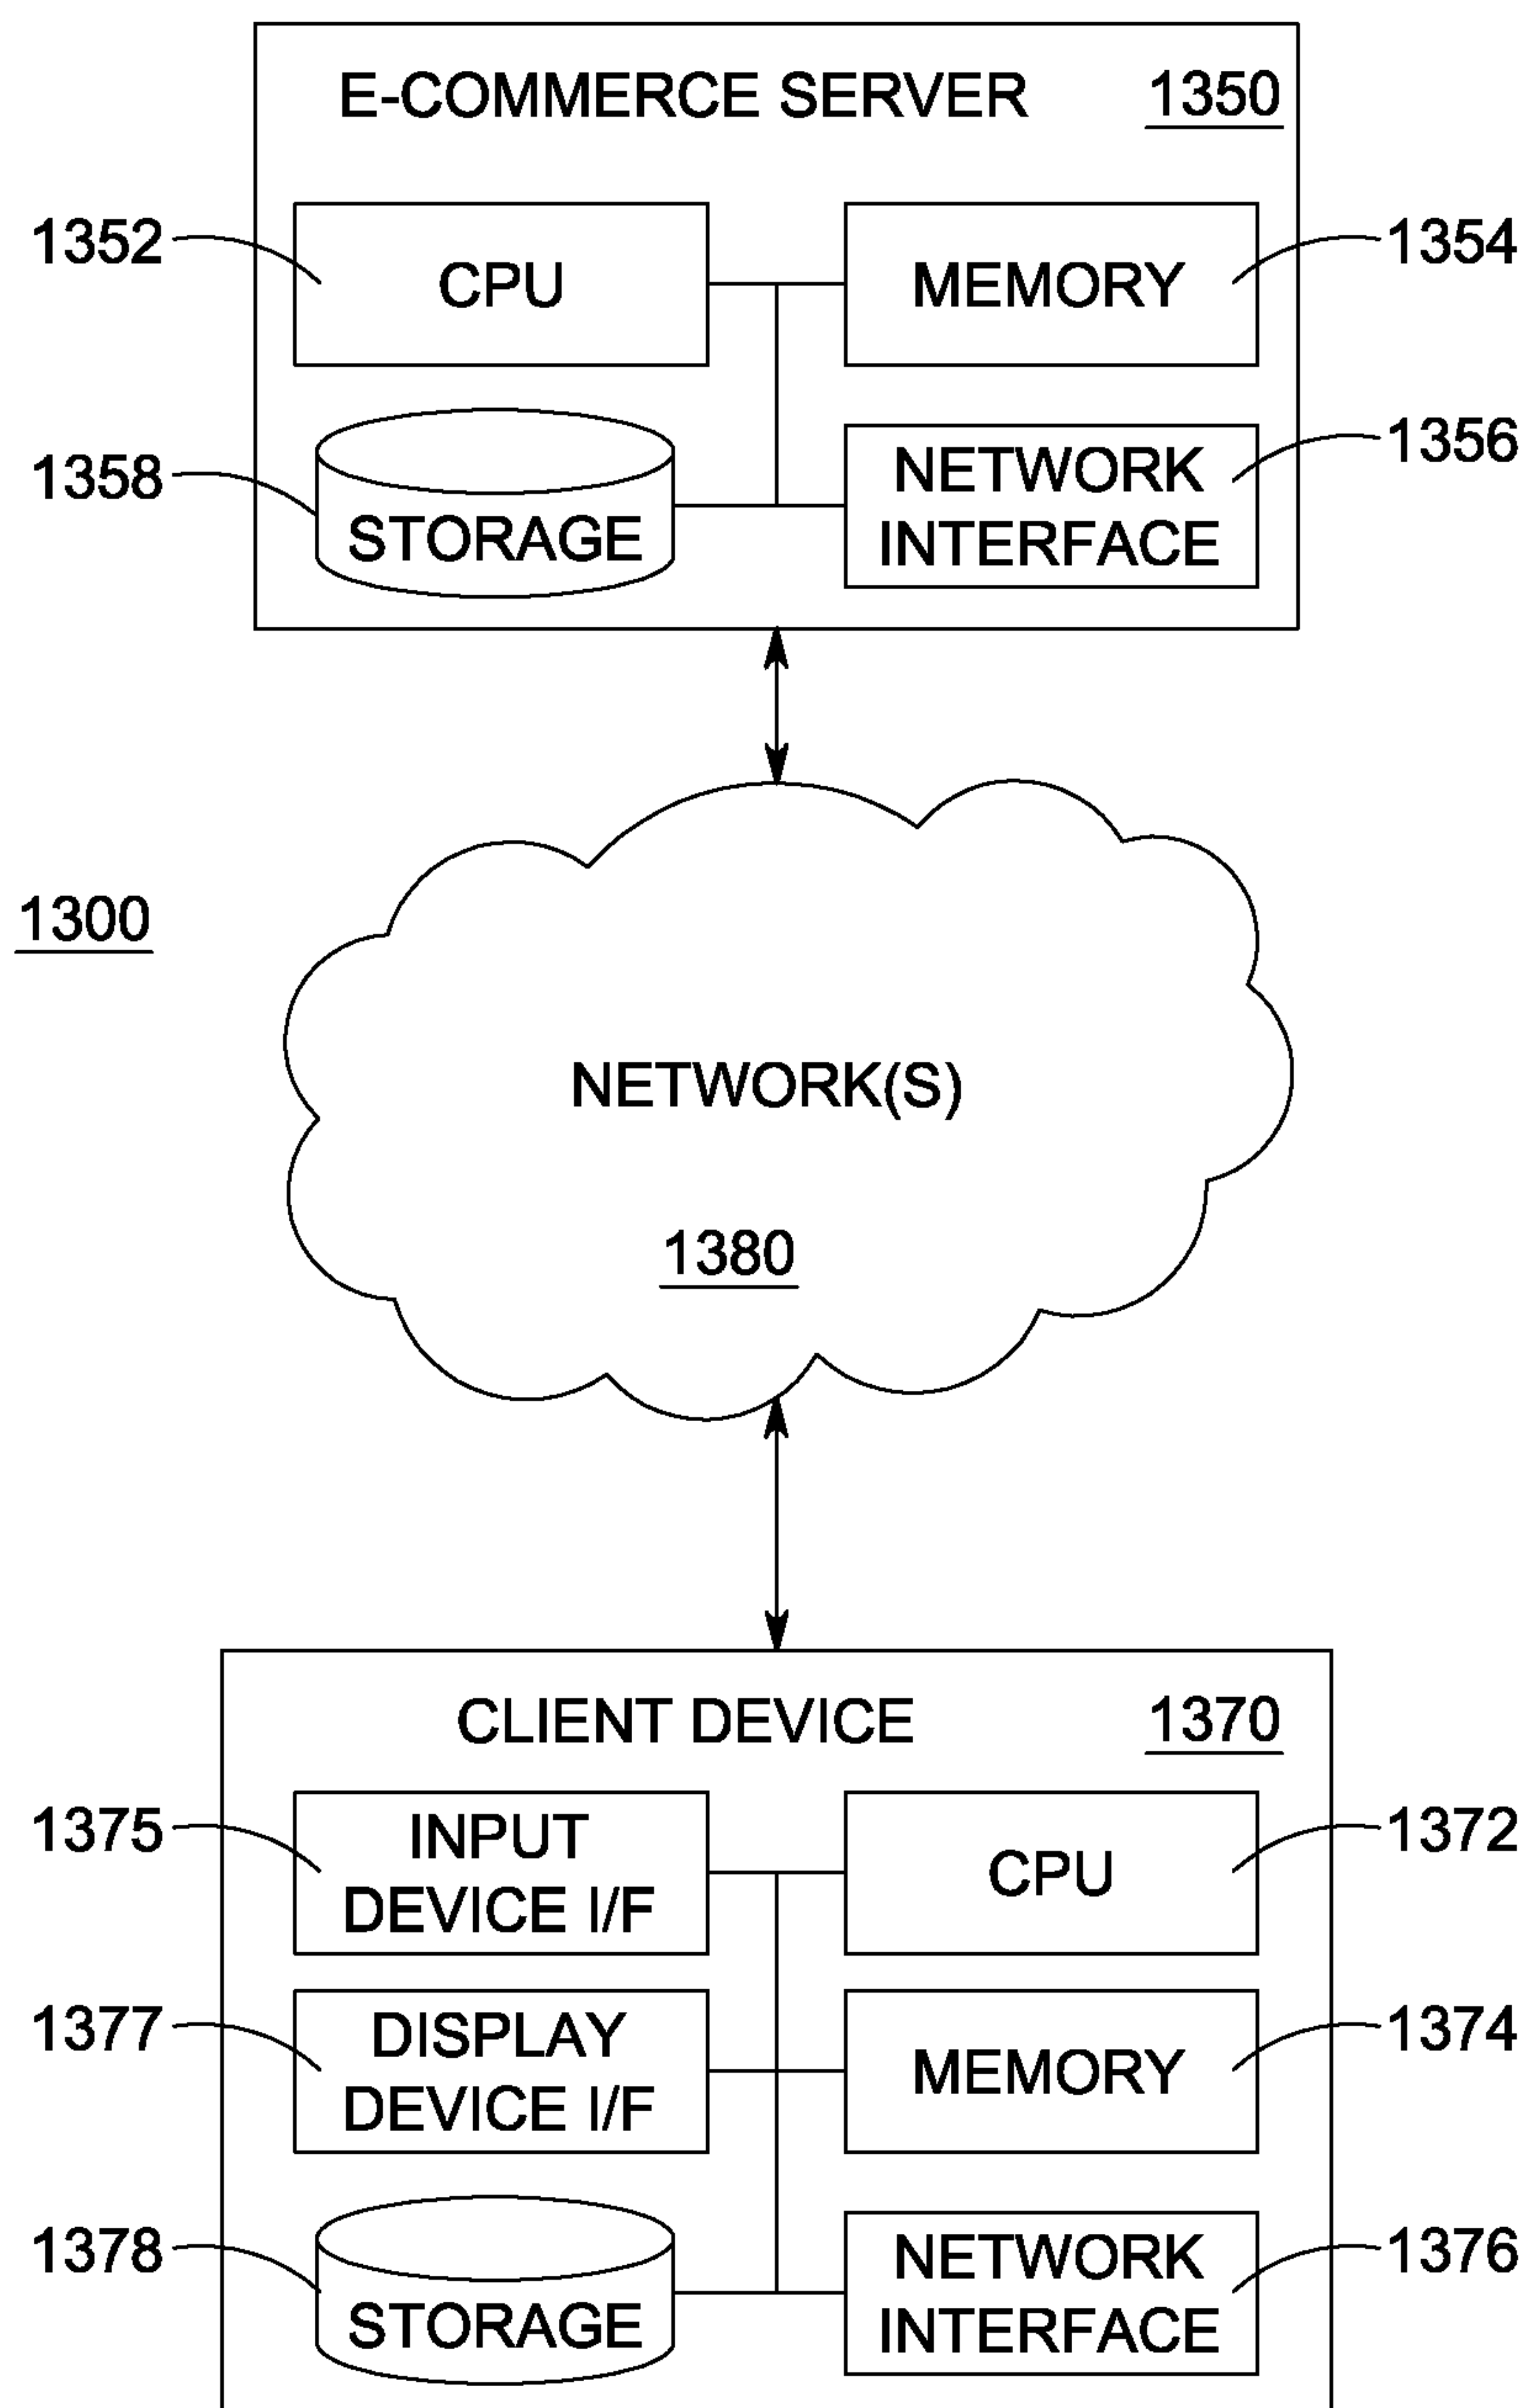 E-COMMERCE SERVER 1350
1352 CPU MEMORY 1354
1358 STORAGE NETWORK INTERFACE 1356
1300
NETWORK(S)
1380
CLIENT DEVICE 1370
1375 INPUT DEVICE I/F CPU 1372
1377 DISPLAY DEVICE I/F MEMORY 1374
1378 STORAGE NETWORK INTERFACE 1376